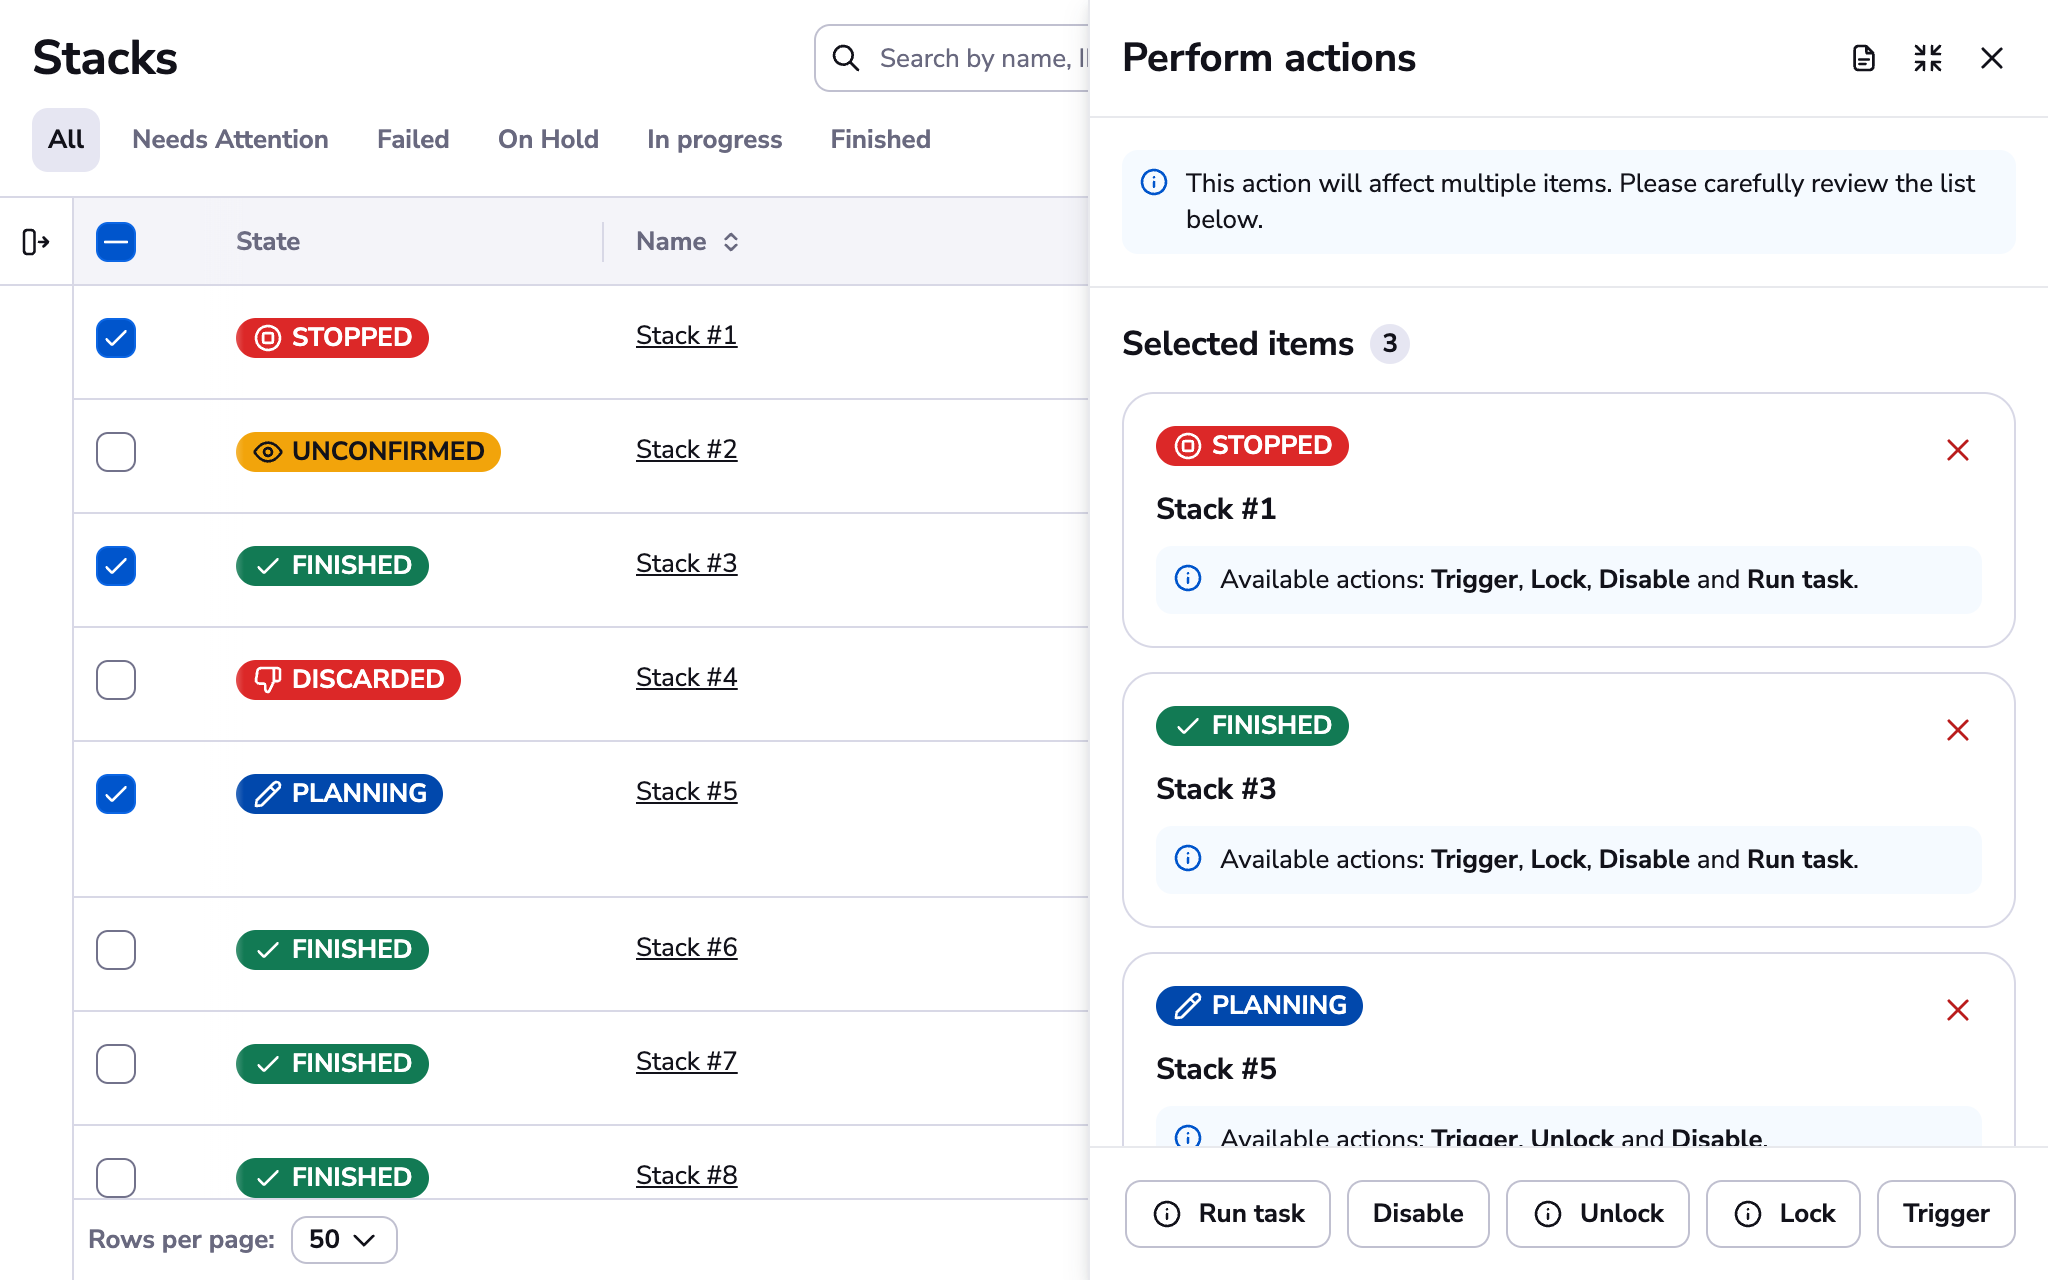 Stacks
Search by name, I
All
Needs Attention
Failed
On Hold
In progress
Finished
State
Name
STOPPED
Stack #1
UNCONFIRMED
Stack #2
FINISHED
Stack #3
DISCARDED
Stack #4
PLANNING
Stack #5
FINISHED
Stack #6
FINISHED
Stack #7
FINISHED
Stack #8
Rows per page:
50
Perform actions
This action will affect multiple items. Please carefully review the list
below.
Selected items
3
STOPPED
Stack #1
Available actions: Trigger, Lock, Disable and Run task.
FINISHED
Stack #3
Available actions: Trigger, Lock, Disable and Run task.
PLANNING
Stack #5
Available actions: Trigger, Unlock and Disable.
Run task
Disable
Unlock
Lock
Trigger